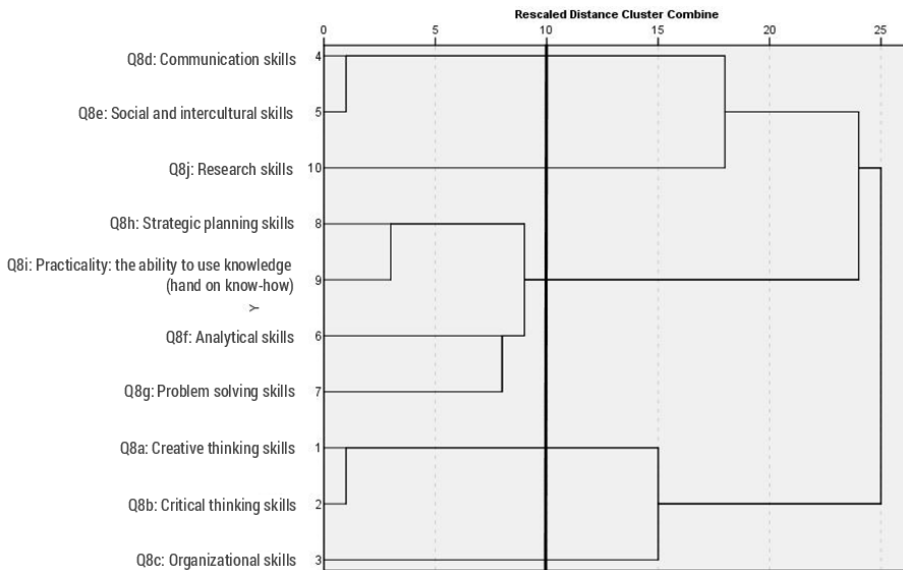 Rescaled Distance Cluster Combine
0 5 10 15 20 25
Q8d: Communication skills 4
Q8e: Social and intercultural skills 5
Q8j: Research skills 10
Q8h: Strategic planning skills 8
Q8i: Practicality: the ability to use knowledge
(hand on know-how) 9
Y
Q8f: Analytical skills 6
Q8g: Problem solving skills 7
Q8a: Creative thinking skills 1
Q8b: Critical thinking skills 2
Q8c: Organizational skills 3